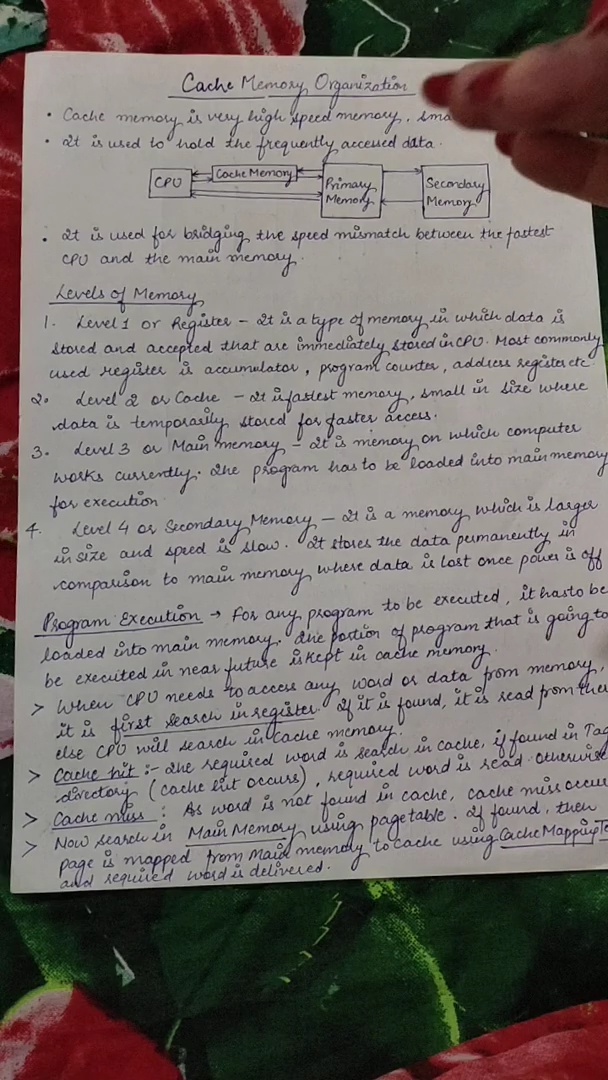 Cache Memory Organization
• Cache memory is very high speed memory,
• It is used to hold the frequently accessed data.
CPU
Cache Memory
Primary Memory
Secondary Memory
• It is used for bridging the speed mismatch between the fastest
CPU and the main memory.
Levels of Memory
1. Level 1 or Register – It is a type of memory in which data is
stored and accepted that are immediately stored in CPU. Most commonly
used register is accumulator, program counter, address register etc.
2. Level 2 or Cache – It is fastest memory, small in size where
data is temporarily stored for faster access.
3. Level 3 or Main memory – It is memory on which computer
works currently. The program has to be loaded into main memory
for execution
4. Level 4 or Secondary Memory – It is a memory which is larger
in size and speed is slow. It stores the data permanently in
comparison to main memory where data is lost once power is off
Program Execution → For any program to be executed, it has to be
loaded into main memory. The portion of program that is going to
be executed in near future is kept in cache memory.
> When CPU needs to access any word or data from memory,
it is first search in register. If it is found, it is read from
else CPU will search in cache memory.
> Cache hit :- The required word is search in cache, if found in Tag
directory (cache hit occurs), required word is read otherwise
> Cache miss : As word is not found in cache, cache miss
> Now search in Main Memory using pagetable. If found, then
page is mapped from main memory to cache using Cache Mapping
and required word is delivered.